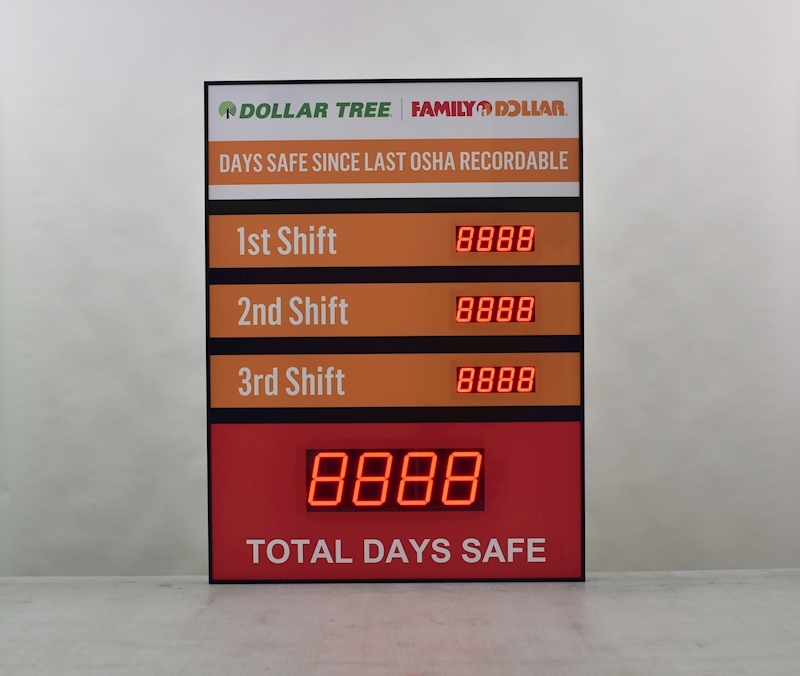 DOLLAR TREE | FAMILY DOLLAR
DAYS SAFE SINCE LAST OSHA RECORDABLE
1st Shift 8888
2nd Shift 8888
3rd Shift 8888
8888
TOTAL DAYS SAFE